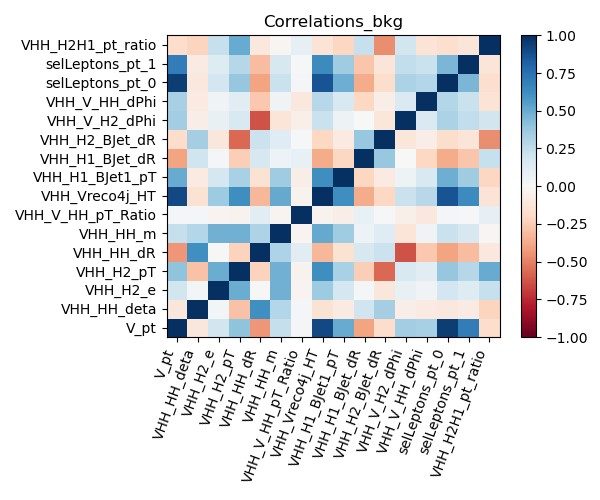 Correlations_bkg
VHH_H2H1_pt_ratio
selLeptons_pt_1
selLeptons_pt_0
VHH_V_HH_dPhi
VHH_V_H2_dPhi
VHH_H2_BJet_dR
VHH_H1_BJet_dR
VHH_H1_BJet1_pT
VHH_Vreco4j_HT
VHH_V_HH_pT_Ratio
VHH_HH_m
VHH_HH_dR
VHH_H2_pT
VHH_H2_e
VHH_HH_deta
V_pt
V_pt
VHH_HH_deta
VHH_H2_e
VHH_H2_pT
VHH_HH_dR
VHH_HH_m
VHH_V_HH_pT_Ratio
VHH_Vreco4j_HT
VHH_H1_BJet1_pT
VHH_H1_BJet_dR
VHH_H2_BJet_dR
VHH_V_H2_dPhi
VHH_V_HH_dPhi
selLeptons_pt_0
selLeptons_pt_1
VHH_H2H1_pt_ratio
1.00
0.75
0.50
0.25
0.00
−0.25
−0.50
−0.75
−1.00